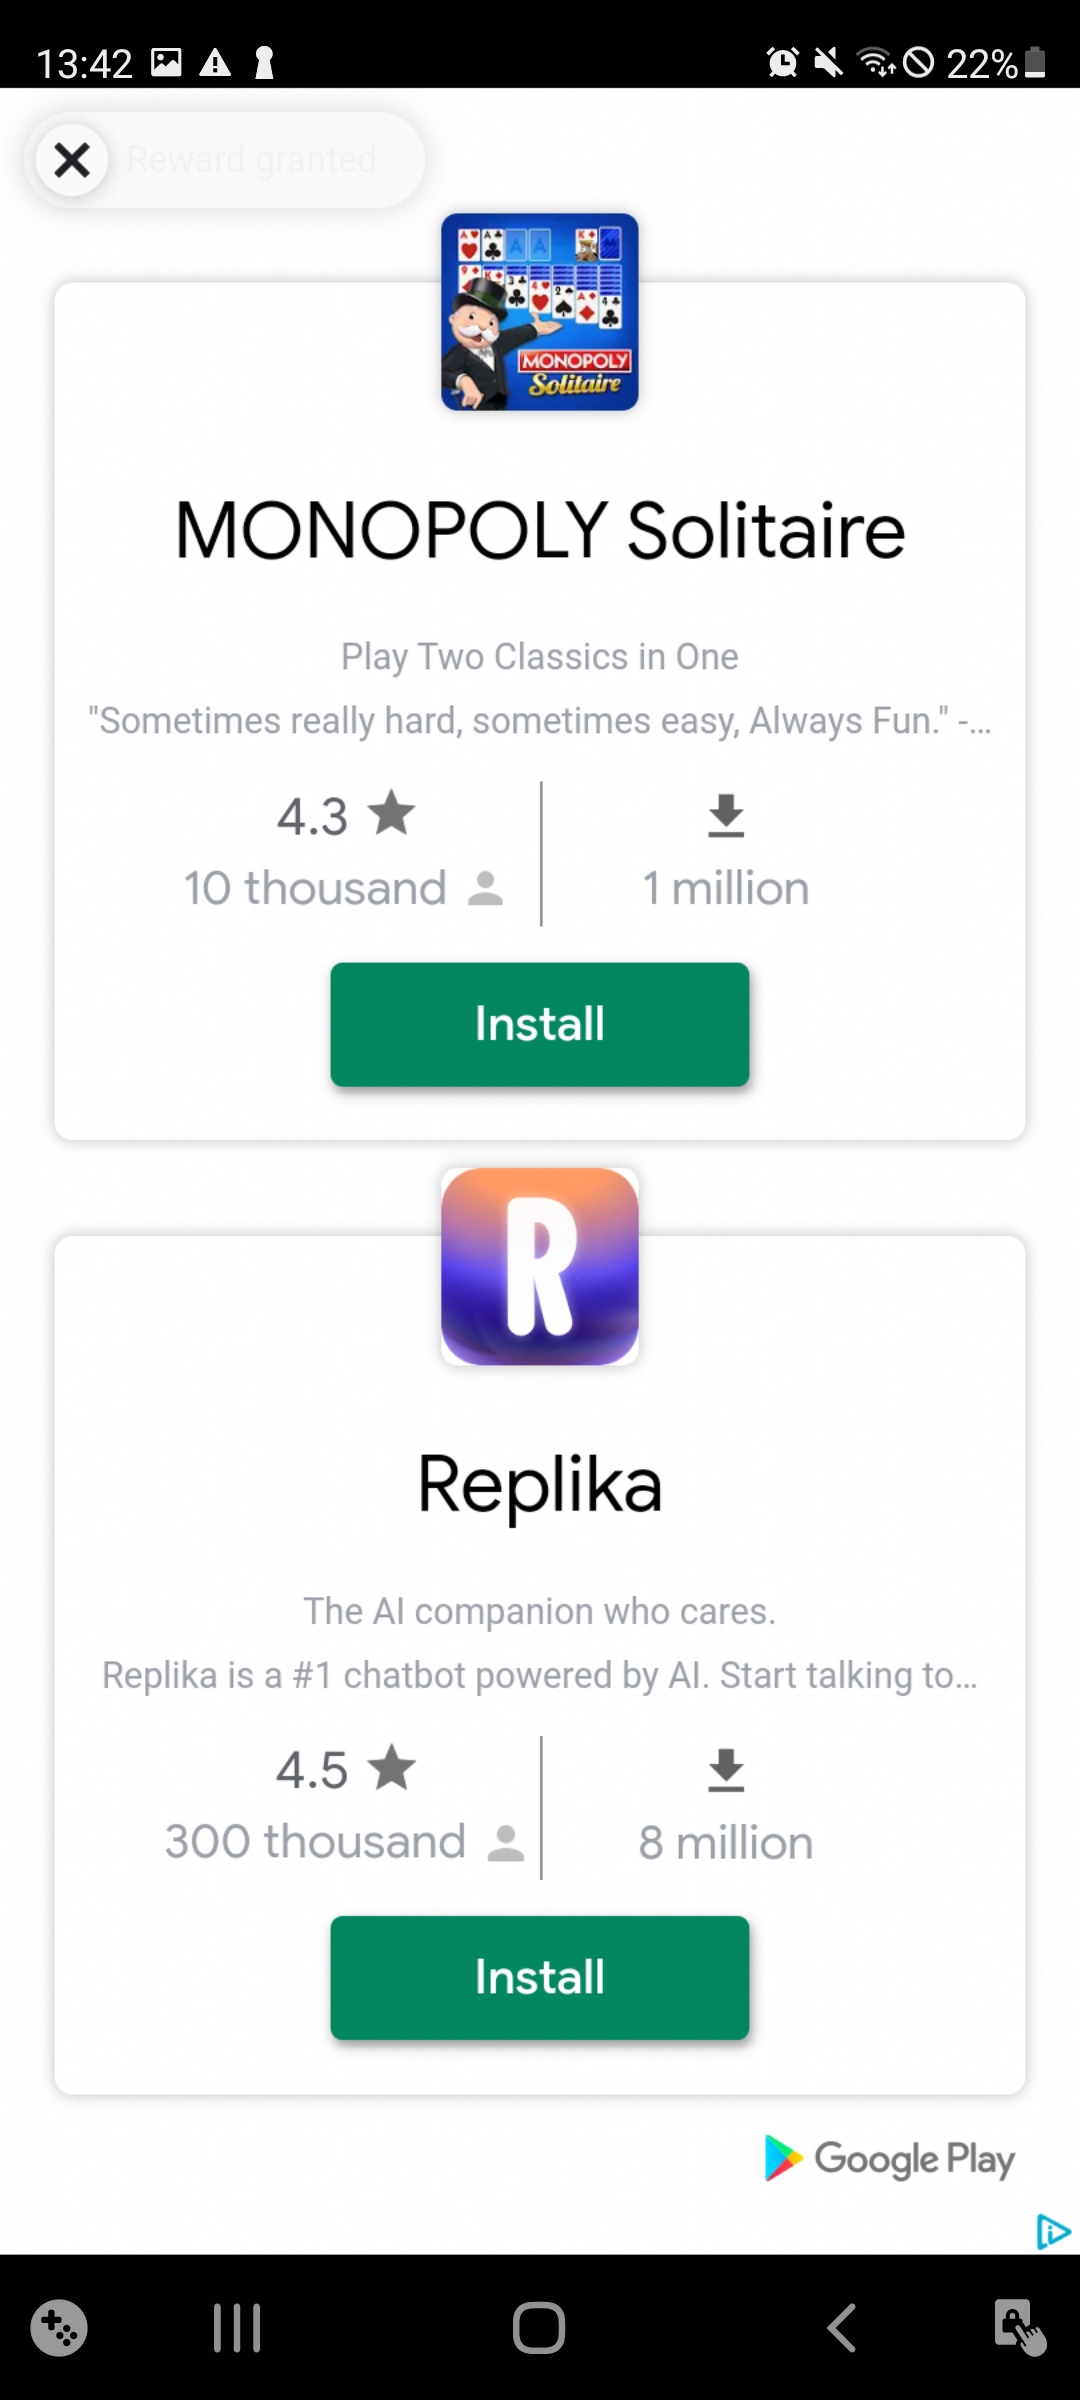 13:42
22%
Reward granted
MONOPOLY
Solitaire
MONOPOLY Solitaire
Play Two Classics in One
"Sometimes really hard, sometimes easy, Always Fun." -...
4.3
10 thousand
1 million
Install
R
Replika
The AI companion who cares.
Replika is a #1 chatbot powered by AI. Start talking to...
4.5
300 thousand
8 million
Install
Google Play